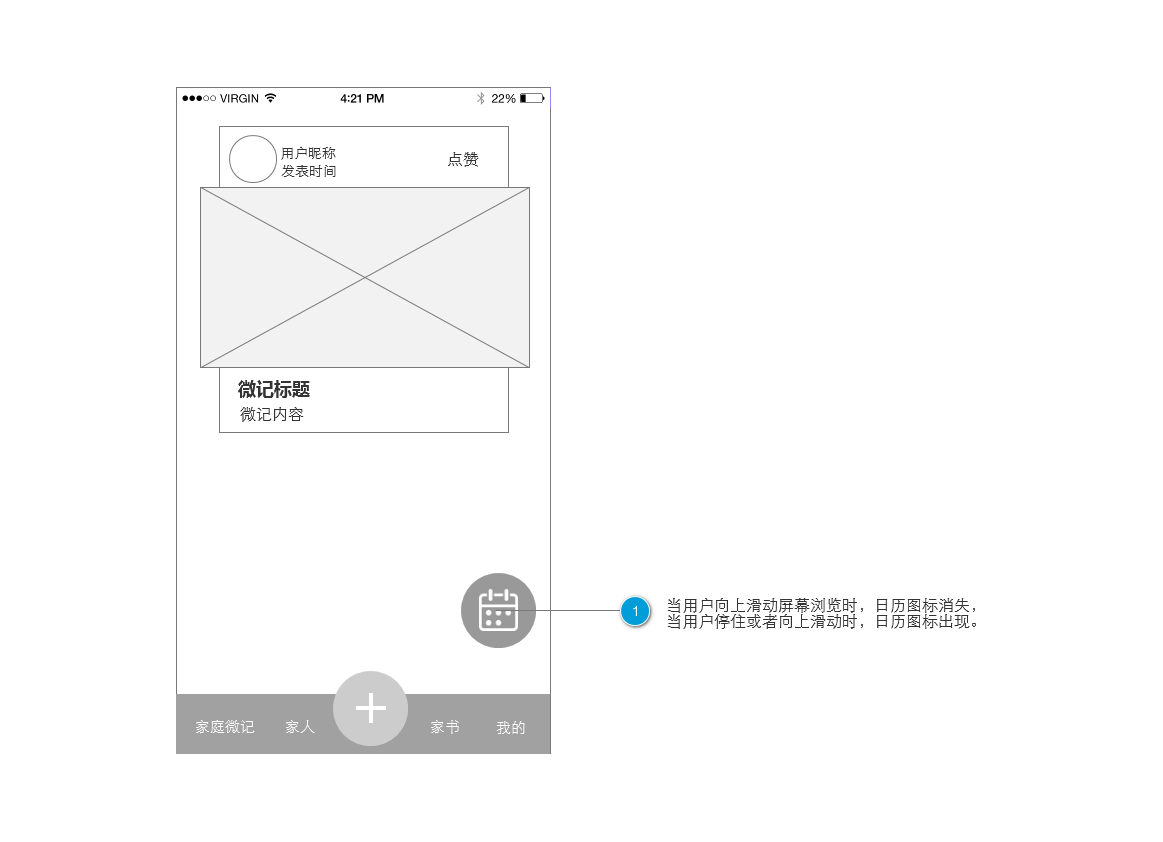 VIRGIN 4:21 PM 22%
用户昵称
发表时间
点赞
微记标题
微记内容
1
当用户向上滑动屏幕浏览时，日历图标消失，
当用户停住或者向上滑动时，日历图标出现。
家庭微记 家人 家书 我的